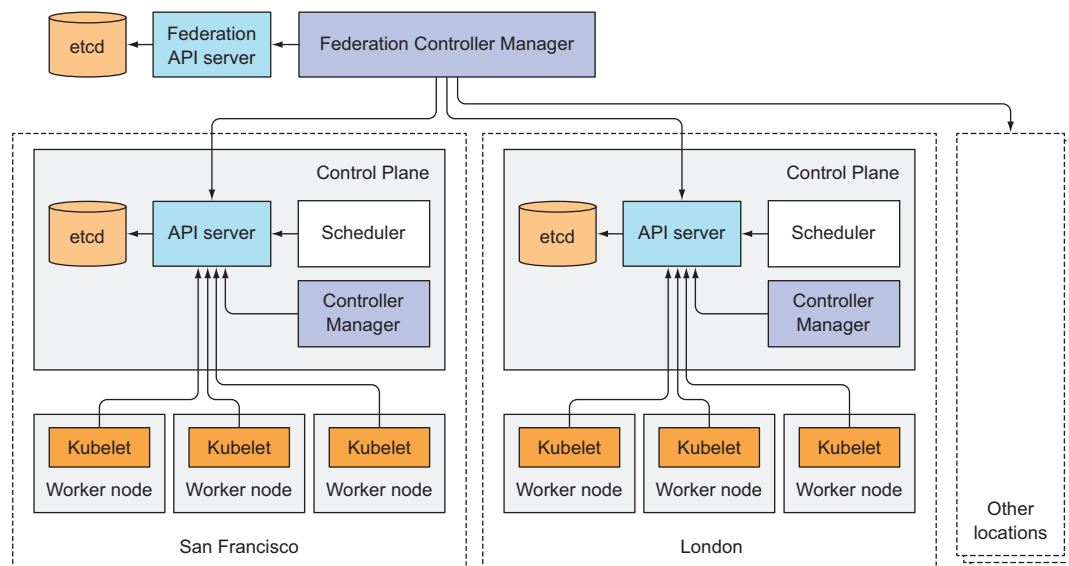 etcd
Federation
API server
Federation Controller Manager
Control Plane
etcd
API server
Scheduler
Controller
Manager
Kubelet
Worker node
Kubelet
Worker node
Kubelet
Worker node
San Francisco
Control Plane
etcd
API server
Scheduler
Controller
Manager
Kubelet
Worker node
Kubelet
Worker node
Kubelet
Worker node
London
Other
locations